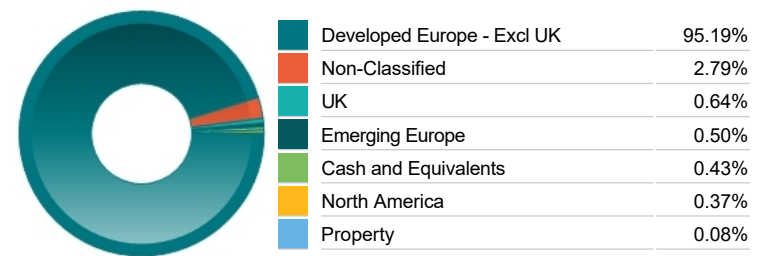 Developed Europe - Excl UK 95.19%
Non-Classified 2.79%
UK 0.64%
Emerging Europe 0.50%
Cash and Equivalents 0.43%
North America 0.37%
Property 0.08%